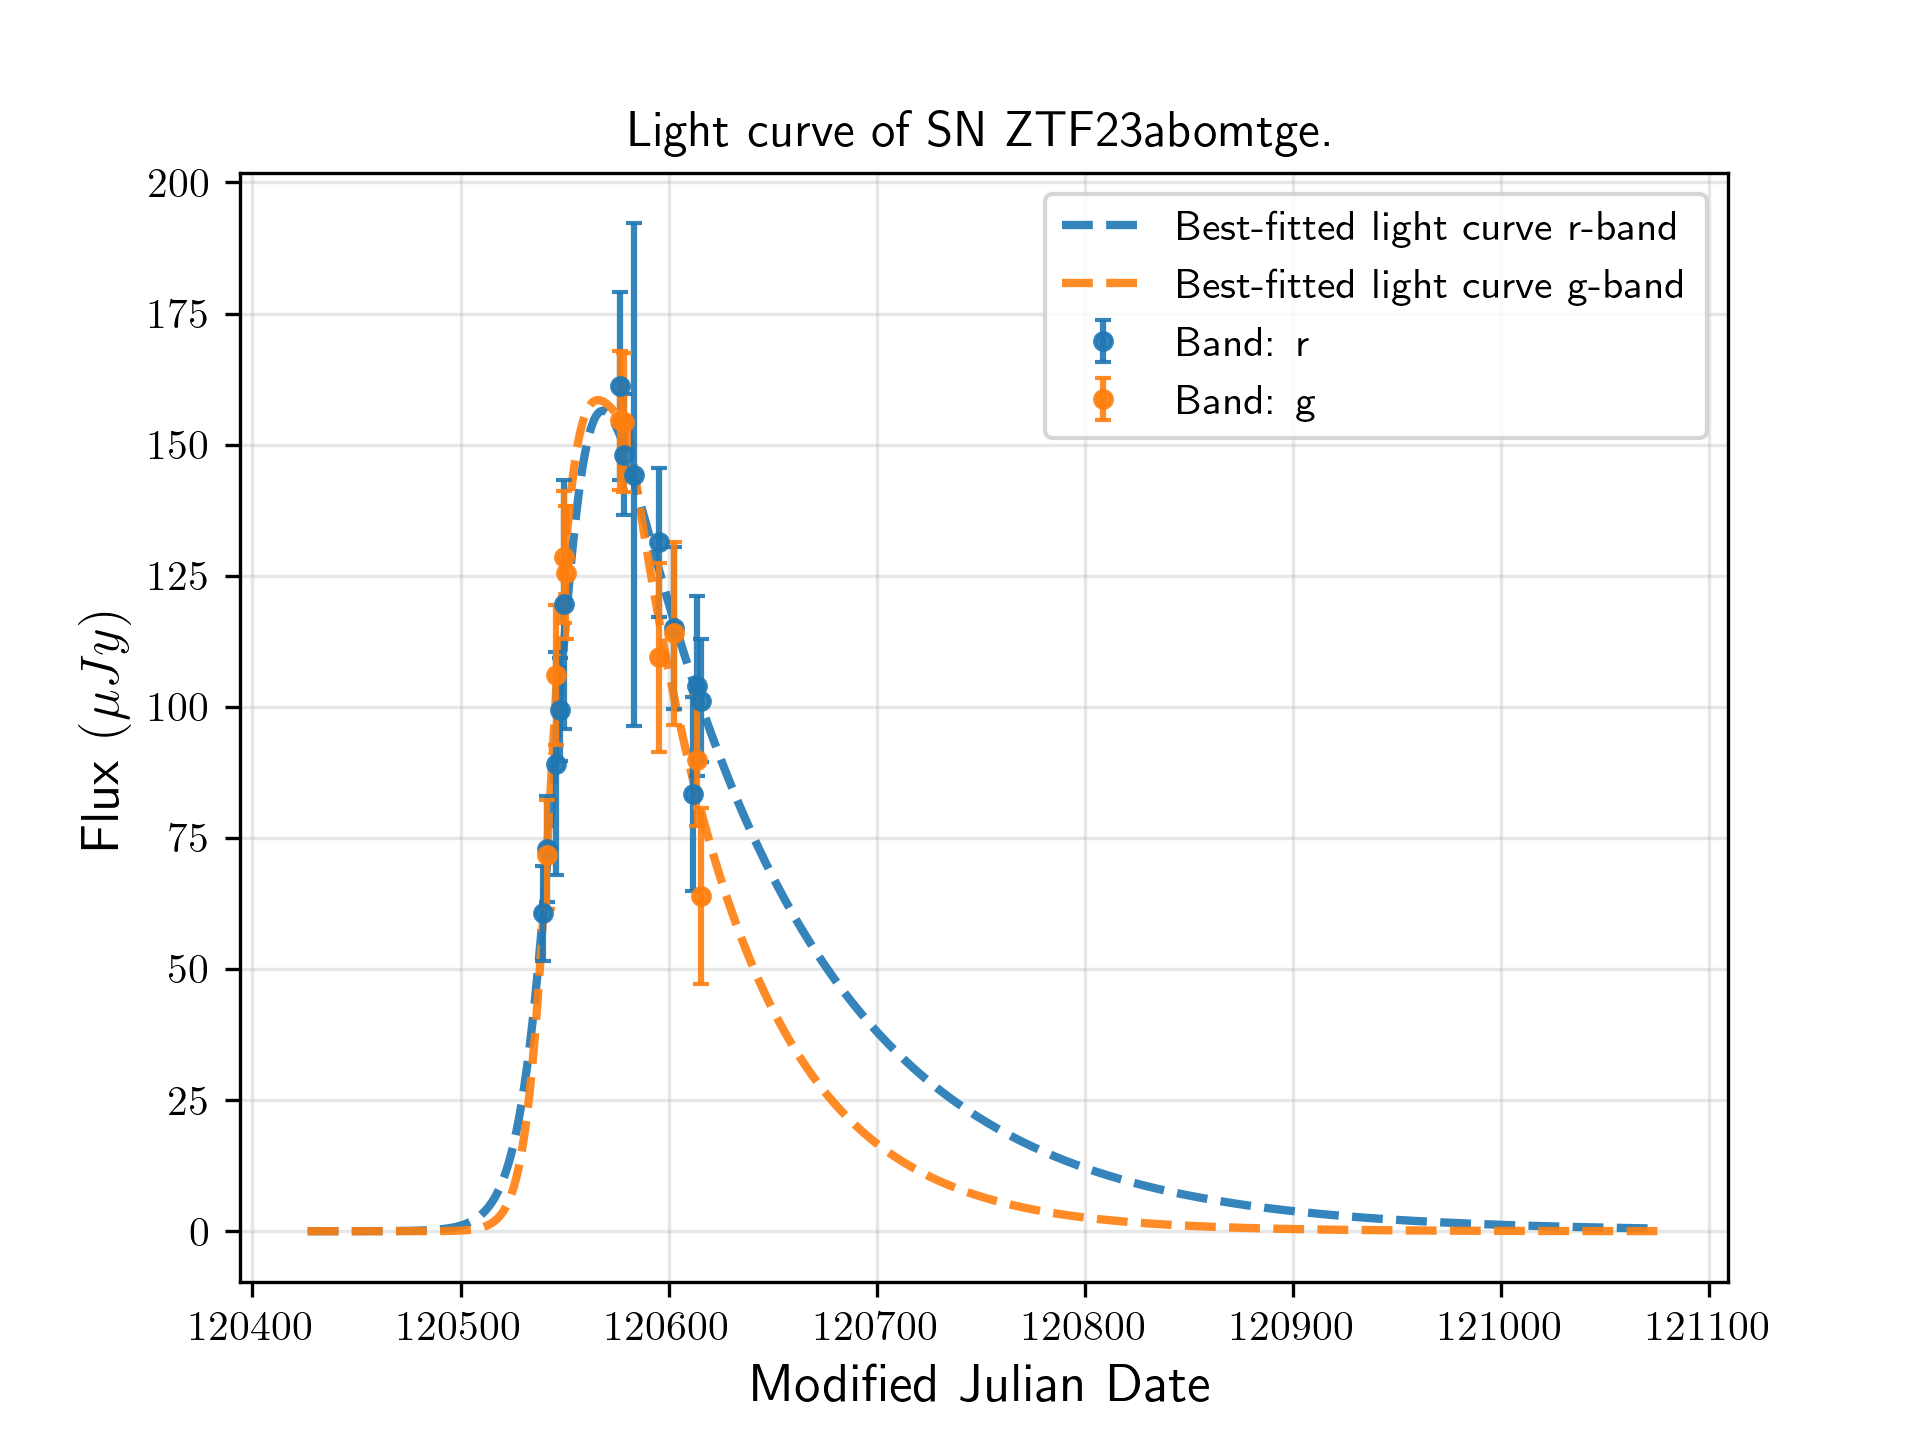 Light curve of SN ZTF23abomtge.
200
175
150
125
100
75
50
25
0
Flux (μJy)
Best-fitted light curve r-band
Best-fitted light curve g-band
Band: r
Band: g
120400 120500 120600 120700 120800 120900 121000 121100
Modified Julian Date